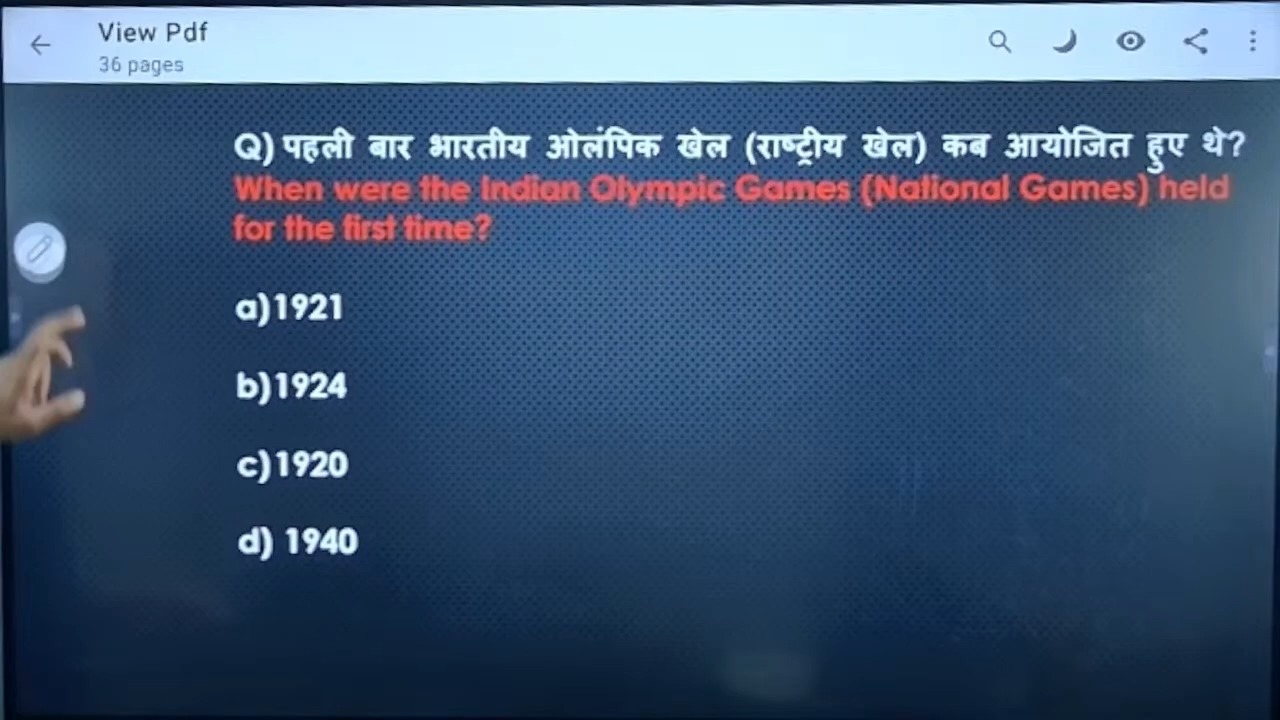 View Pdf
36 pages
Q) पहली बार भारतीय ओलंपिक खेल (राष्ट्रीय खेल) कब आयोजित हुए थे?
When were the Indian Olympic Games (National Games) held
for the first time?
a)1921
b)1924
c)1920
d) 1940